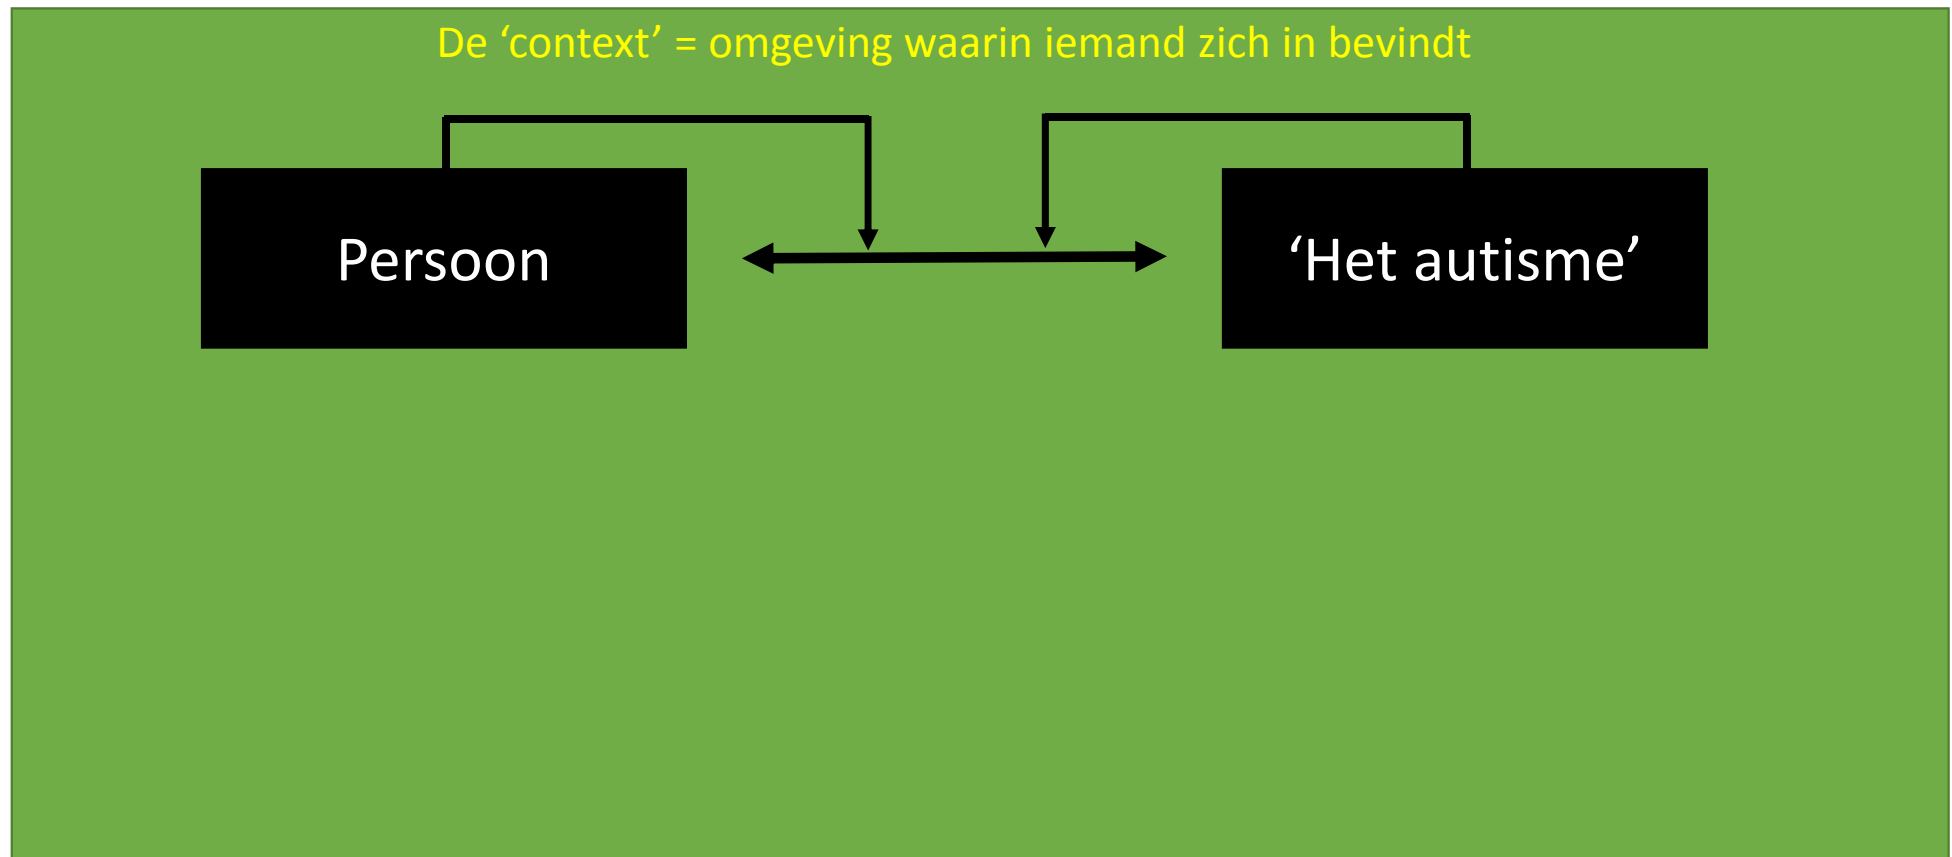 De ‘context’ = omgeving waarin iemand zich in bevindt
Persoon
‘Het autisme’